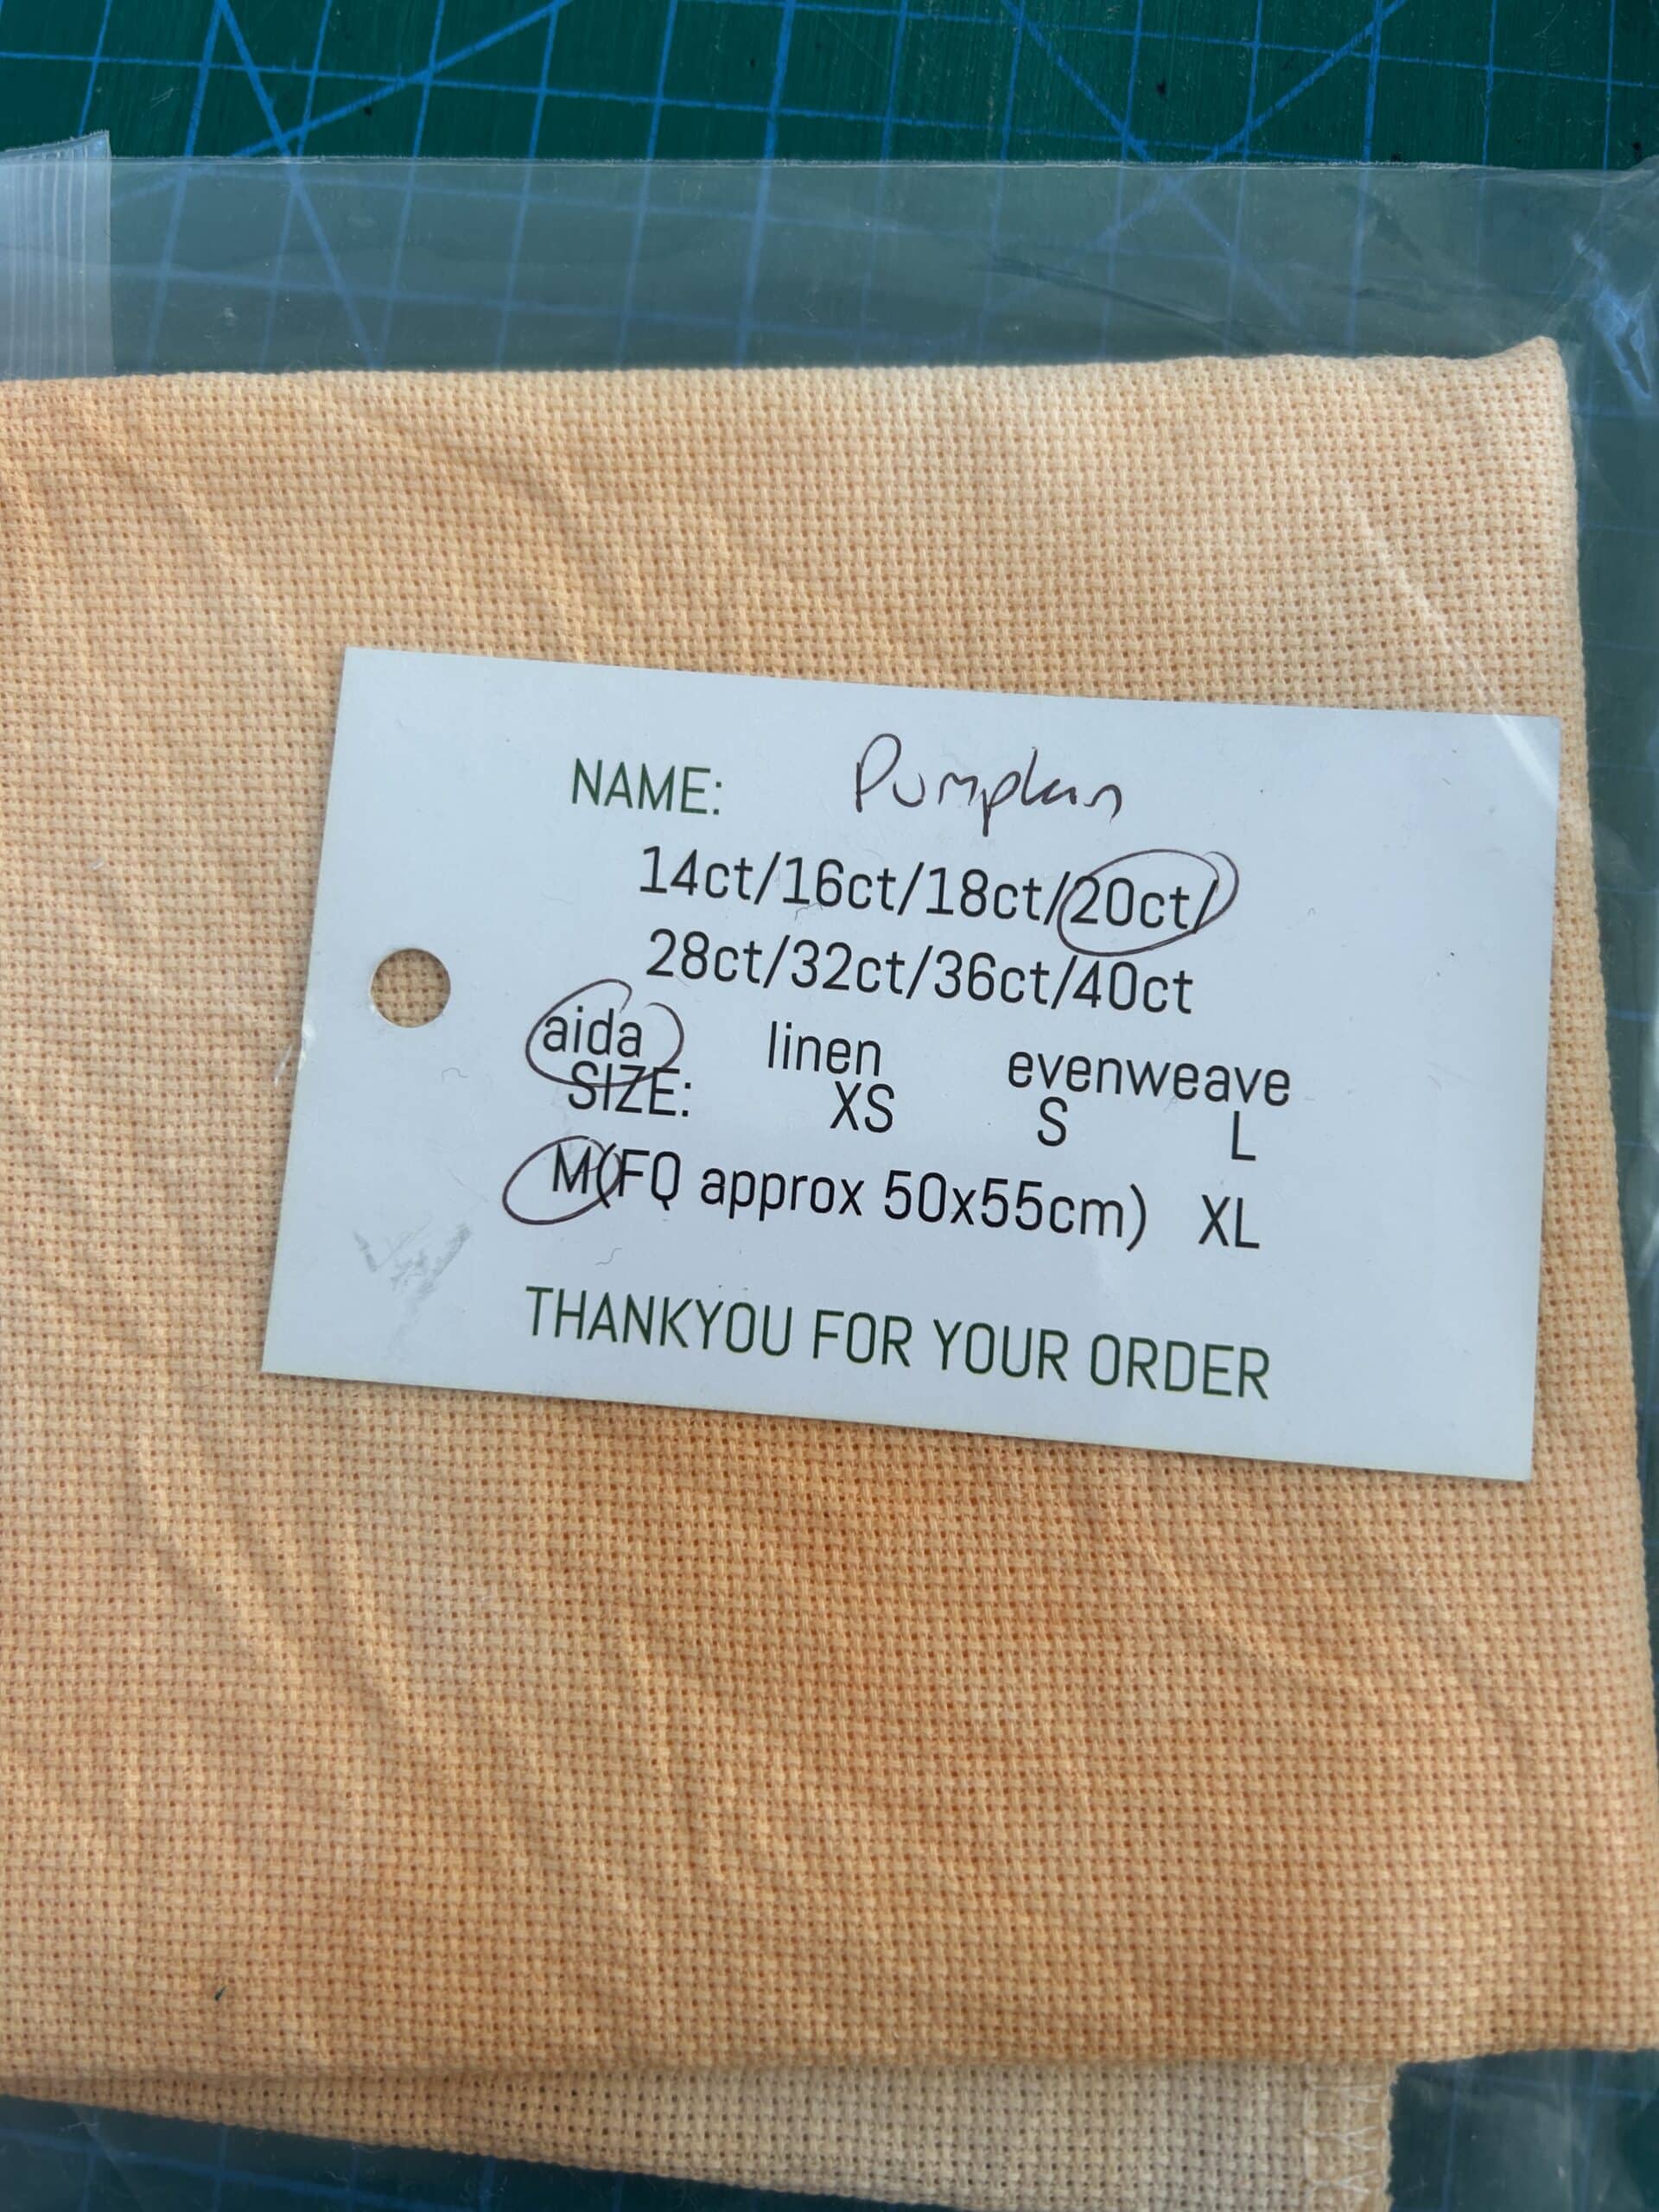 NAME: Pumpkin
14ct/16ct/18ct/20ct/
28ct/32ct/36ct/40ct
aida linen evenweave
SIZE: XS S L
M(FQ approx 50x55cm) XL
THANKYOU FOR YOUR ORDER